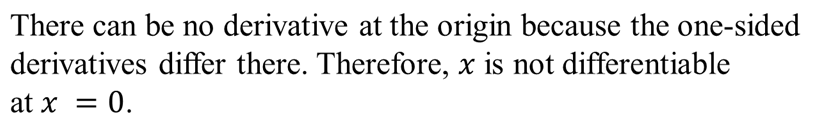 There can be no derivative at the origin because the one-sided
derivatives differ there. Therefore, x is not differentiable
at x = 0.